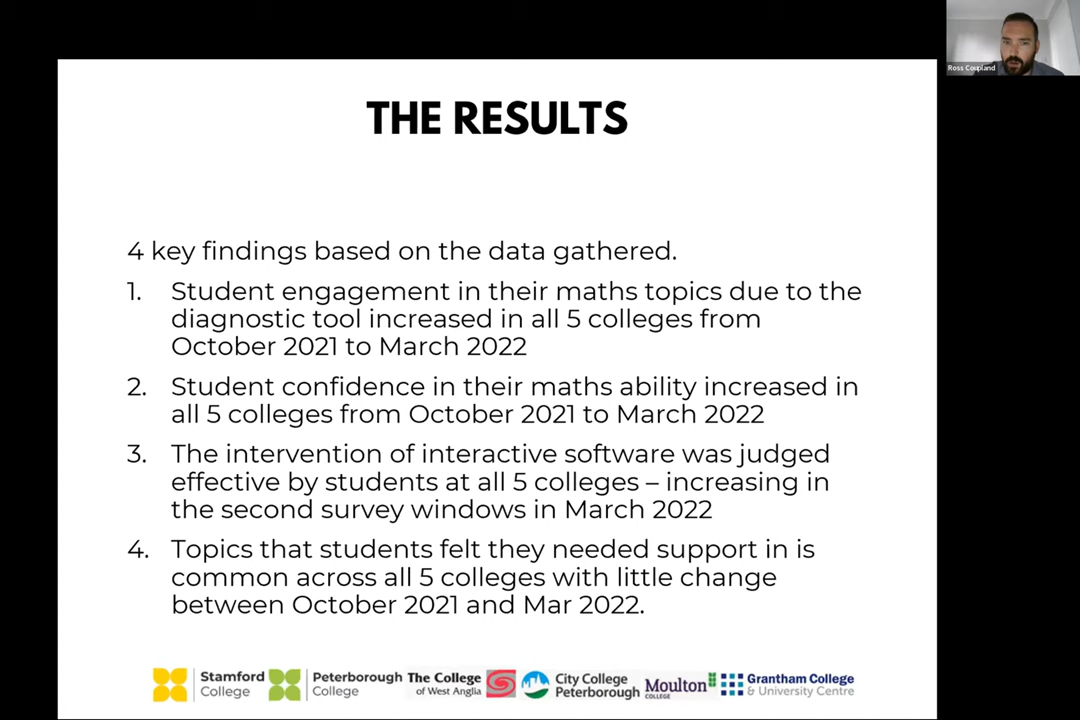 Ross Coupland
THE RESULTS
4 key findings based on the data gathered.
1. Student engagement in their maths topics due to the
diagnostic tool increased in all 5 colleges from
October 2021 to March 2022
2. Student confidence in their maths ability increased in
all 5 colleges from October 2021 to March 2022
3. The intervention of interactive software was judged
effective by students at all 5 colleges – increasing in
the second survey windows in March 2022
4. Topics that students felt they needed support in is
common across all 5 colleges with little change
between October 2021 and Mar 2022.
Stamford
College
Peterborough
College
The College
of West Anglia
City College
Peterborough
Moulton
COLLEGE
Grantham College
& University Centre